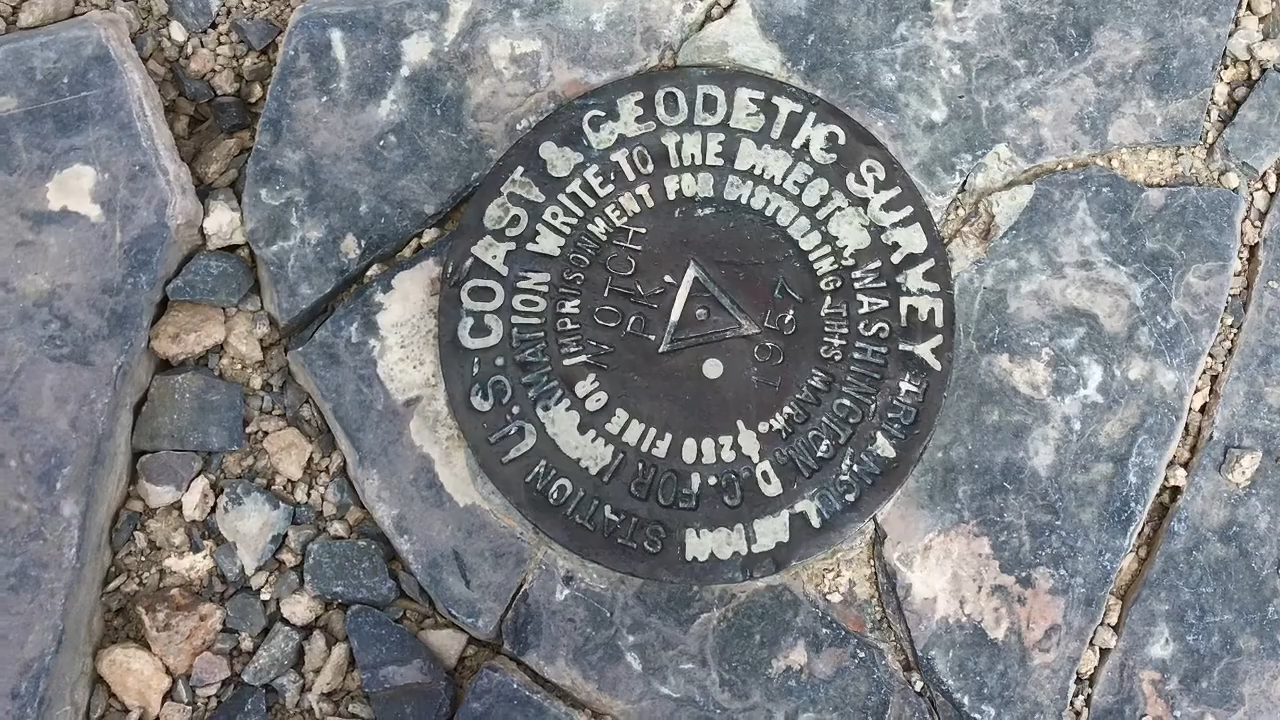 U.S. COAST & GEODETIC SURVEY
TRIANGULATION STATION
FOR INFORMATION WRITE TO THE DIRECTOR, WASHINGTON, D.C.
$250 FINE OR IMPRISONMENT FOR DISTURBING THIS MARK.
NOTCH
PK.
1957